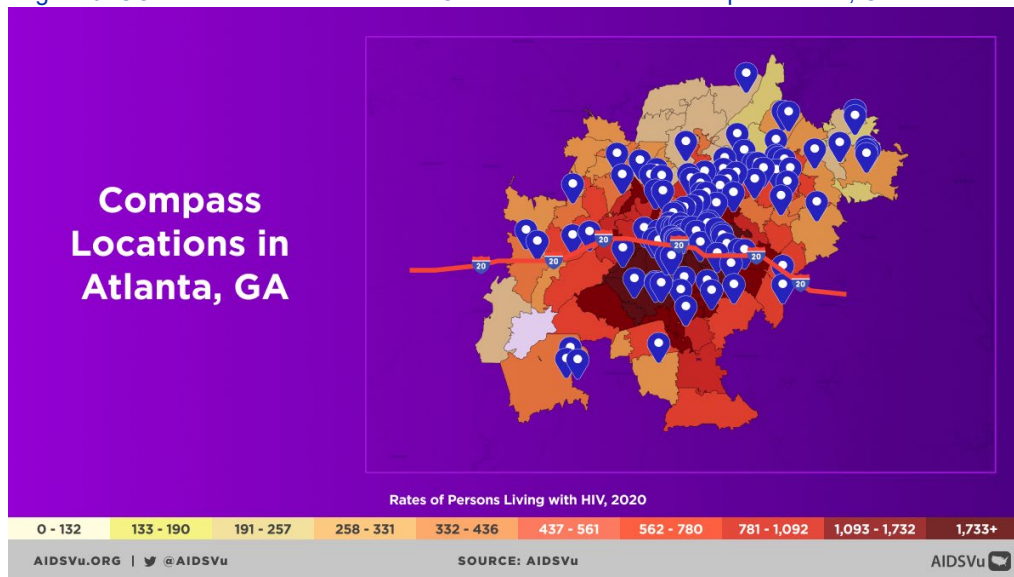 Compass
Locations in
Atlanta, GA
20
20
20
20
20
20
Rates of Persons Living with HIV, 2020
0 - 132 133 - 190 191 - 257 258 - 331 332 - 436 437 - 561 562 - 780 781 - 1,092 1,093 - 1,732 1,733+
AIDSVu.ORG | @AIDSVu SOURCE: AIDSVu AIDSVu